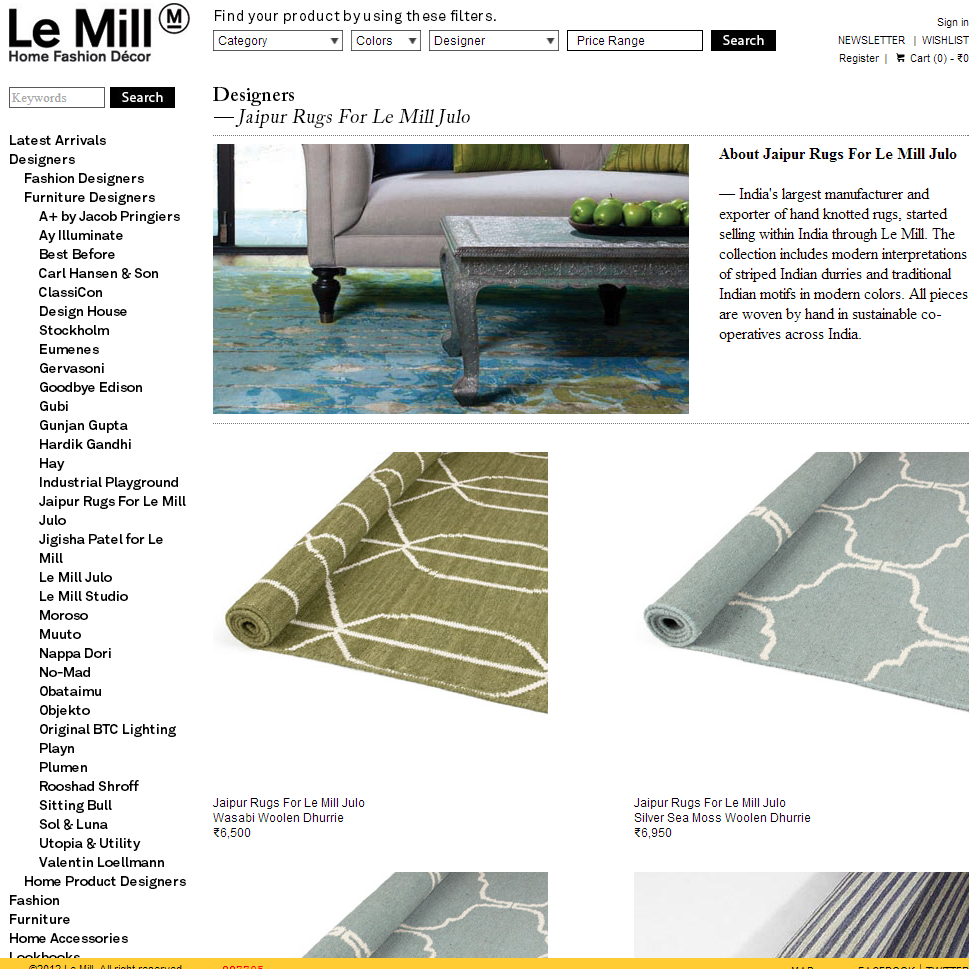 Le Mill M
Home Fashion Décor
Find your product by using these filters.
Category Colors Designer Price Range Search
Sign in
NEWSLETTER | WISHLIST
Register | Cart (0) - ₹0
Keywords Search
Latest Arrivals
Designers
Fashion Designers
Furniture Designers
A+ by Jacob Pringiers
Ay Illuminate
Best Before
Carl Hansen & Son
ClassiCon
Design House
Stockholm
Eumenes
Gervasoni
Goodbye Edison
Gubi
Gunjan Gupta
Hardik Gandhi
Hay
Industrial Playground
Jaipur Rugs For Le Mill
Julo
Jigisha Patel for Le
Mill
Le Mill Julo
Le Mill Studio
Moroso
Muuto
Nappa Dori
No-Mad
Obataimu
Objekto
Original BTC Lighting
Playn
Plumen
Rooshad Shroff
Sitting Bull
Sol & Luna
Utopia & Utility
Valentin Loellmann
Home Product Designers
Fashion
Furniture
Home Accessories
Lookbooks
Designers
— Jaipur Rugs For Le Mill Julo
About Jaipur Rugs For Le Mill Julo
— India's largest manufacturer and
exporter of hand knotted rugs, started
selling within India through Le Mill. The
collection includes modern interpretations
of striped Indian durries and traditional
Indian motifs in modern colors. All pieces
are woven by hand in sustainable co-
operatives across India.
Jaipur Rugs For Le Mill Julo
Wasabi Woolen Dhurrie
₹6,500
Jaipur Rugs For Le Mill Julo
Silver Sea Moss Woolen Dhurrie
₹6,950
©2012 Le Mill. All right reserved
MAP FACEBOOK | TWITTER